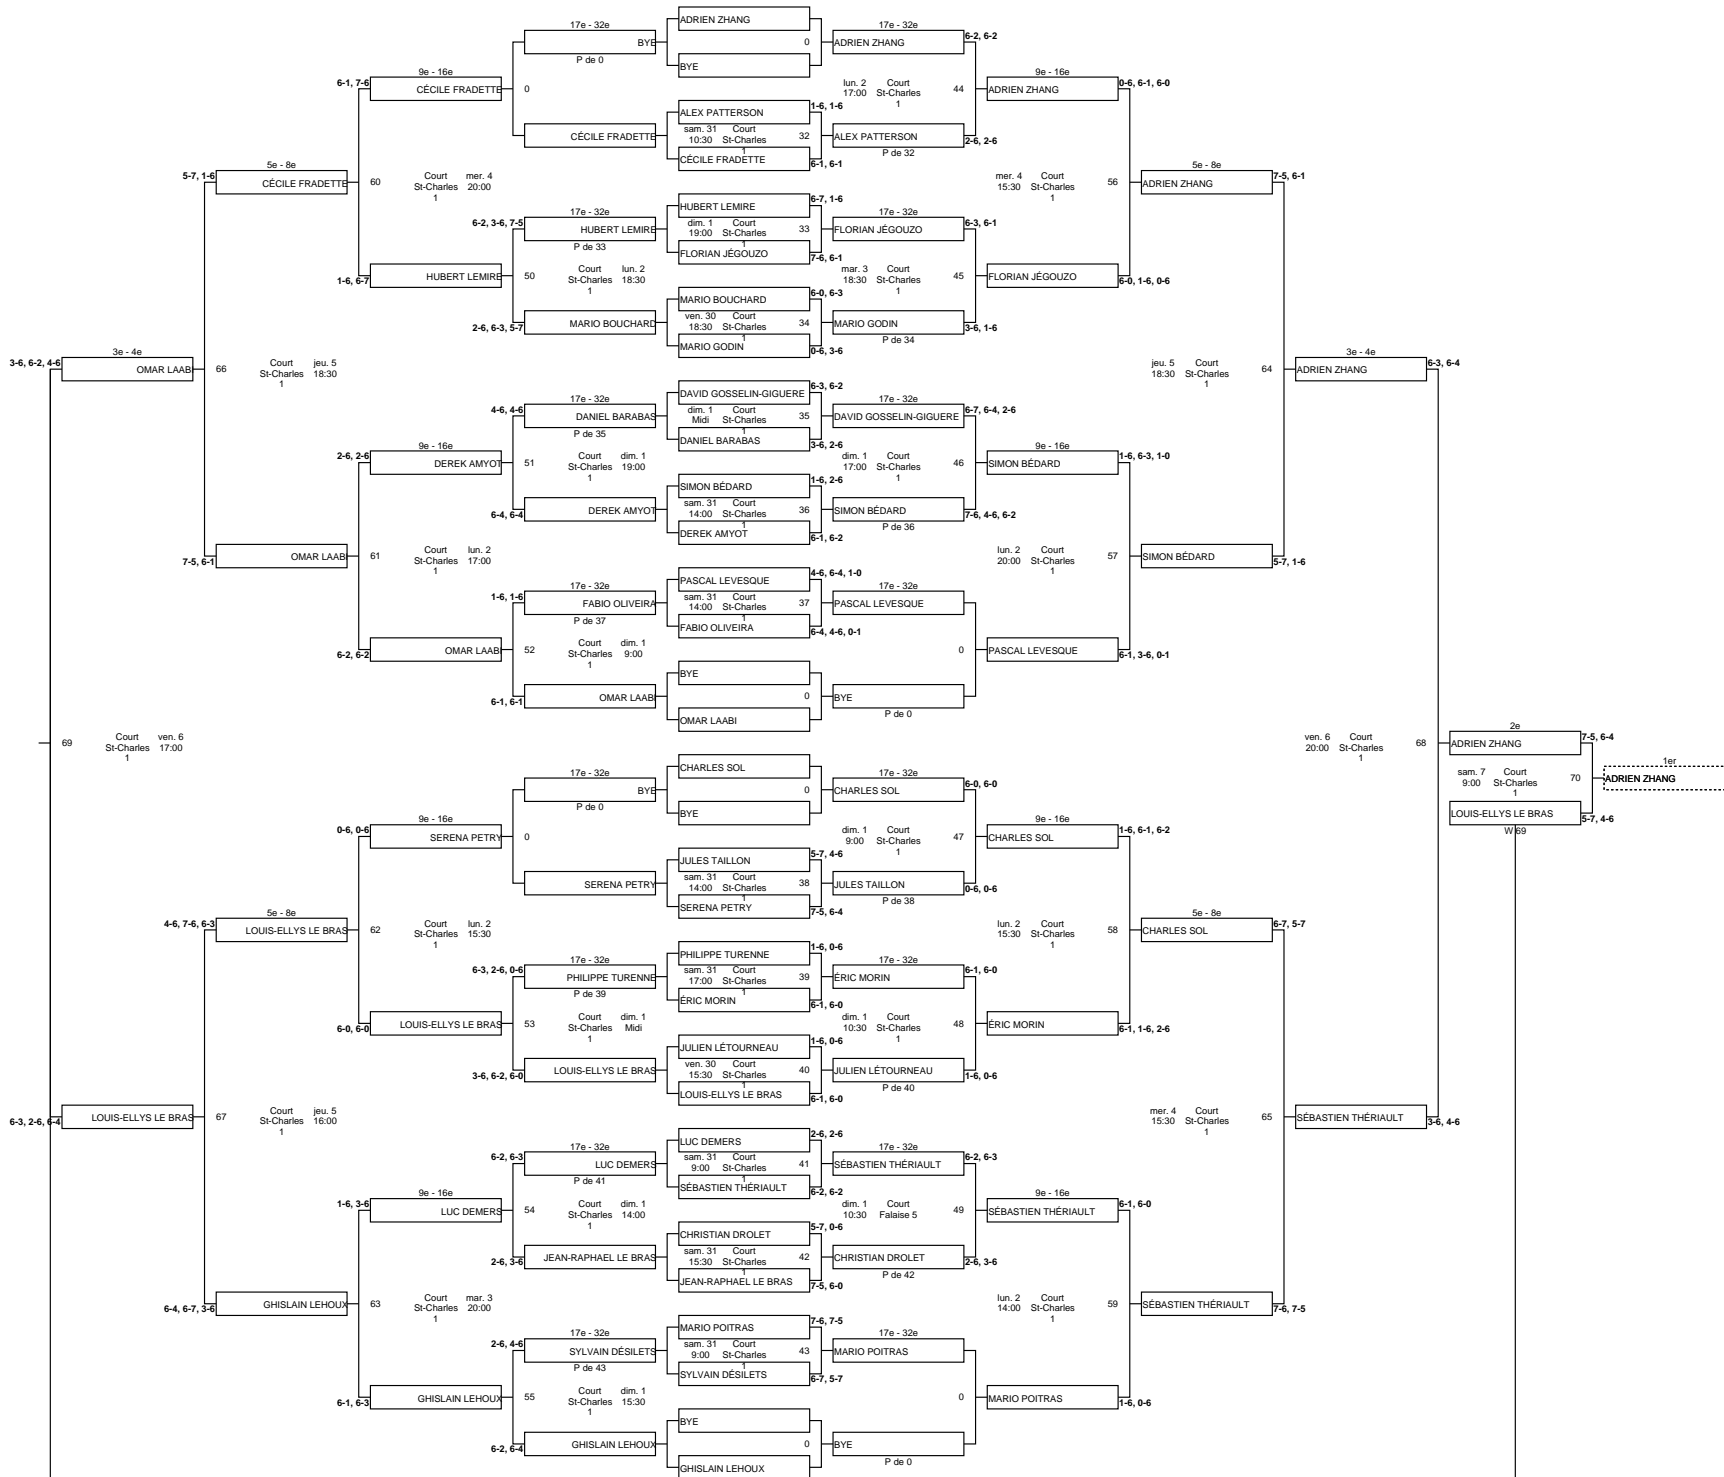 17e - 32e
ADRIEN ZHANG
17e - 32e
6-2, 6-2
BYE
0
ADRIEN ZHANG
P de 0
BYE
9e - 16e
6-1, 7-6
CÉCILE FRADETTE
0
lun. 2 Court
17:00 St-Charles
1
44
9e - 16e
0-6, 6-1, 6-0
ADRIEN ZHANG
ALEX PATTERSON
1-6, 1-6
CÉCILE FRADETTE
sam. 31 Court
10:30 St-Charles
1
32
ALEX PATTERSON
2-6, 2-6
P de 32
CÉCILE FRADETTE
6-1, 6-1
5e - 8e
5-7, 1-6
CÉCILE FRADETTE
60
Court mer. 4
St-Charles 20:00
1
mer. 4 Court
15:30 St-Charles
1
56
5e - 8e
7-5, 6-1
ADRIEN ZHANG
17e - 32e
6-2, 3-6, 7-5
HUBERT LEMIRE
P de 33
HUBERT LEMIRE
6-7, 1-6
dim. 1 Court
19:00 St-Charles
1
33
FLORIAN JÉGOUZO
7-6, 6-1
17e - 32e
6-3, 6-1
FLORIAN JÉGOUZO
1-6, 6-7
HUBERT LEMIRE
50
Court lun. 2
St-Charles 18:30
1
mar. 3 Court
18:30 St-Charles
1
45
FLORIAN JÉGOUZO
6-0, 1-6, 0-6
2-6, 6-3, 5-7
MARIO BOUCHARD
MARIO BOUCHARD
6-0, 6-3
ven. 30 Court
18:30 St-Charles
1
34
MARIO GODIN
0-6, 3-6
MARIO GODIN
3-6, 1-6
P de 34
3e - 4e
3-6, 6-2, 4-6
OMAR LAABI
66
Court jeu. 5
St-Charles 18:30
1
jeu. 5 Court
18:30 St-Charles
1
64
3e - 4e
6-3, 6-4
ADRIEN ZHANG
17e - 32e
4-6, 4-6
DANIEL BARABAS
P de 35
DAVID GOSSELIN-GIGUERE
6-3, 6-2
dim. 1 Court
Midi St-Charles
1
35
DANIEL BARABAS
3-6, 2-6
17e - 32e
6-7, 6-4, 2-6
DAVID GOSSELIN-GIGUERE
9e - 16e
2-6, 2-6
DEREK AMYOT
51
Court dim. 1
St-Charles 19:00
1
dim. 1 Court
17:00 St-Charles
1
46
9e - 16e
1-6, 6-3, 1-0
SIMON BÉDARD
6-4, 6-4
DEREK AMYOT
SIMON BÉDARD
1-6, 2-6
sam. 31 Court
14:00 St-Charles
1
36
DEREK AMYOT
6-1, 6-2
SIMON BÉDARD
7-6, 4-6, 6-2
P de 36
7-5, 6-1
OMAR LAABI
61
Court lun. 2
St-Charles 17:00
1
lun. 2 Court
20:00 St-Charles
1
57
SIMON BÉDARD
5-7, 1-6
17e - 32e
1-6, 1-6
FABIO OLIVEIRA
P de 37
PASCAL LEVESQUE
4-6, 6-4, 1-0
sam. 31 Court
14:00 St-Charles
1
37
FABIO OLIVEIRA
6-4, 4-6, 0-1
17e - 32e
PASCAL LEVESQUE
6-2, 6-2
OMAR LAABI
52
Court dim. 1
St-Charles 9:00
1
0
PASCAL LEVESQUE
6-1, 3-6, 0-1
6-1, 6-1
OMAR LAABI
BYE
0
OMAR LAABI
BYE
P de 0
69
Court ven. 6
St-Charles 17:00
1
ven. 6 Court
20:00 St-Charles
1
68
2e
ADRIEN ZHANG
7-5, 6-4
sam. 7 Court
9:00 St-Charles
1
70
1er
ADRIEN ZHANG
LOUIS-ELLYS LE BRAS
5-7, 4-6
W 69
17e - 32e
BYE
P de 0
CHARLES SOL
0
BYE
17e - 32e
6-0, 6-0
CHARLES SOL
9e - 16e
0-6, 0-6
SERENA PETRY
0
dim. 1 Court
9:00 St-Charles
1
47
9e - 16e
1-6, 6-1, 6-2
CHARLES SOL
SERENA PETRY
JULES TAILLON
5-7, 4-6
sam. 31 Court
14:00 St-Charles
1
38
SERENA PETRY
7-5, 6-4
JULES TAILLON
0-6, 0-6
P de 38
5e - 8e
4-6, 7-6, 6-3
LOUIS-ELLYS LE BRAS
62
Court lun. 2
St-Charles 15:30
1
lun. 2 Court
15:30 St-Charles
1
58
5e - 8e
6-7, 5-7
CHARLES SOL
17e - 32e
6-3, 2-6, 0-6
PHILIPPE TURENNE
P de 39
PHILIPPE TURENNE
1-6, 0-6
sam. 31 Court
17:00 St-Charles
1
39
ÉRIC MORIN
6-1, 6-0
17e - 32e
6-1, 6-0
ÉRIC MORIN
6-0, 6-0
LOUIS-ELLYS LE BRAS
53
Court dim. 1
St-Charles Midi
1
dim. 1 Court
10:30 St-Charles
1
48
ÉRIC MORIN
6-1, 1-6, 2-6
3-6, 6-2, 6-0
LOUIS-ELLYS LE BRAS
JULIEN LÉTOURNEAU
1-6, 0-6
ven. 30 Court
15:30 St-Charles
1
40
LOUIS-ELLYS LE BRAS
6-1, 6-0
JULIEN LÉTOURNEAU
1-6, 0-6
P de 40
6-3, 2-6, 6-4
LOUIS-ELLYS LE BRAS
67
Court jeu. 5
St-Charles 16:00
1
mer. 4 Court
15:30 St-Charles
1
65
SÉBASTIEN THÉRIAULT
3-6, 4-6
17e - 32e
6-2, 6-3
LUC DEMERS
P de 41
LUC DEMERS
2-6, 2-6
sam. 31 Court
9:00 St-Charles
1
41
SÉBASTIEN THÉRIAULT
6-2, 6-2
17e - 32e
6-2, 6-3
SÉBASTIEN THÉRIAULT
9e - 16e
1-6, 3-6
LUC DEMERS
54
Court dim. 1
St-Charles 14:00
1
dim. 1 Court
10:30 Falaise 5
49
9e - 16e
6-1, 6-0
SÉBASTIEN THÉRIAULT
2-6, 3-6
JEAN-RAPHAEL LE BRAS
CHRISTIAN DROLET
5-7, 0-6
sam. 31 Court
15:30 St-Charles
1
42
JEAN-RAPHAEL LE BRAS
7-5, 6-0
CHRISTIAN DROLET
2-6, 3-6
P de 42
6-4, 6-7, 3-6
GHISLAIN LEHOUX
63
Court mar. 3
St-Charles 20:00
1
lun. 2 Court
14:00 St-Charles
1
59
SÉBASTIEN THÉRIAULT
7-6, 7-5
17e - 32e
2-6, 4-6
SYLVAIN DÉSILETS
P de 43
MARIO POITRAS
7-6, 7-5
sam. 31 Court
9:00 St-Charles
1
43
SYLVAIN DÉSILETS
6-7, 5-7
17e - 32e
MARIO POITRAS
6-1, 6-3
GHISLAIN LEHOUX
55
Court dim. 1
St-Charles 15:30
1
0
MARIO POITRAS
1-6, 0-6
6-2, 6-4
GHISLAIN LEHOUX
BYE
0
GHISLAIN LEHOUX
BYE
P de 0